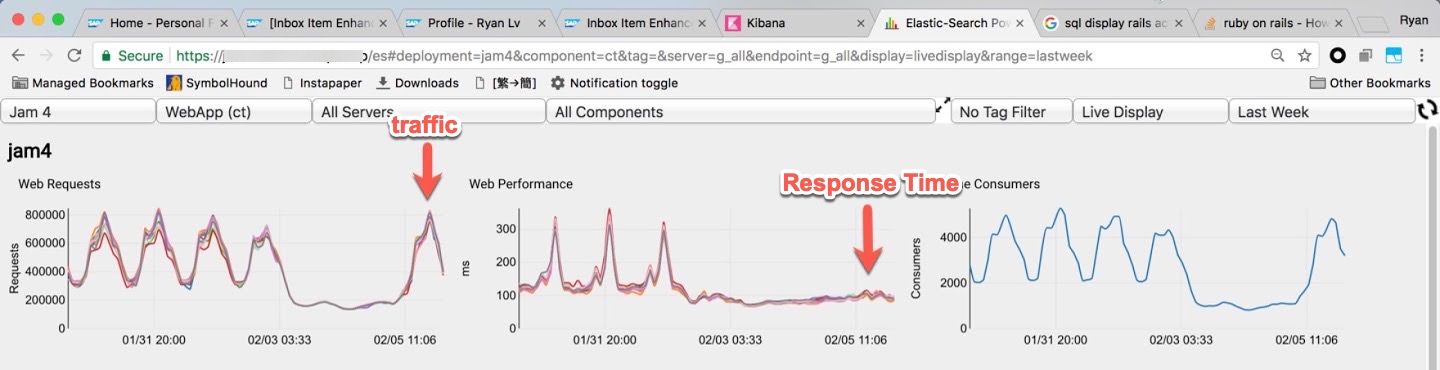 Home - Personal F
[Inbox Item Enhanc
Profile - Ryan Lv
Inbox Item Enhanc
Kibana
Elastic-Search Pow
sql display rails ac
ruby on rails - How
Ryan
Secure
https://j
p/es#deployment=jam4&component=ct&tag=&server=g_all&endpoint=g_all&display=livedisplay&range=lastweek
Managed Bookmarks
SymbolHound
Instapaper
Downloads
[繁→簡]
Notification toggle
Other Bookmarks
Jam 4
WebApp (ct)
All Servers
All Components
No Tag Filter
Live Display
Last Week
traffic
jam4
Web Requests
Web Performance
Response Time
ne Consumers
Requests
800000
600000
400000
200000
0
01/31 20:00
02/03 03:33
02/05 11:06
ms
300
200
100
0
01/31 20:00
02/03 03:33
02/05 11:06
Consumers
4000
2000
0
01/31 20:00
02/03 03:33
02/05 11:06